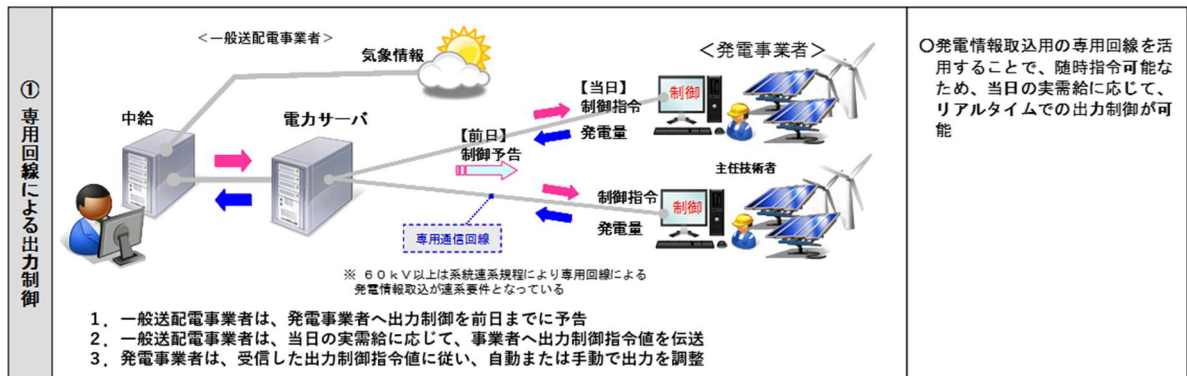 ① 専用回線による出力制御
＜一般送配電事業者＞
気象情報
＜発電事業者＞
中給
電力サーバ
【前日】
制御予告
【当日】
制御指令
発電量
制御
主任技術者
制御指令
発電量
制御
専用通信回線
※ ６０ｋＶ以上は系統連系規程により専用回線による
発電情報取込が連系要件となっている
１．一般送配電事業者は、発電事業者へ出力制御を前日までに予告
２．一般送配電事業者は、当日の実需給に応じて、事業者へ出力制御指令値を伝送
３．発電事業者は、受信した出力制御指令値に従い、自動または手動で出力を調整
〇発電情報取込用の専用回線を活
用することで、随時指令可能な
ため、当日の実需給に応じて、
リアルタイムでの出力制御が可
能